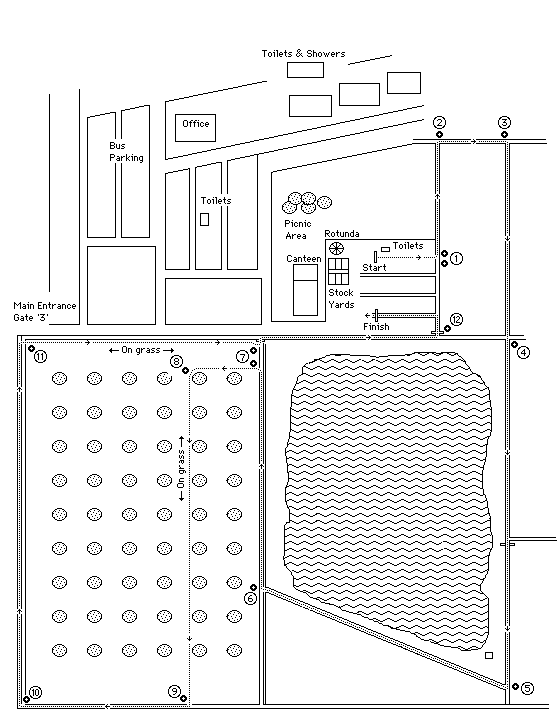 Toilets & Showers
Office
2
3
Bus
Parking
Toilets
Picnic
Area
Rotunda
Toilets
Canteen
1
Start
Stock
Yards
Main Entrance
Gate '3'
12
Finish
11
On grass
8
7
4
On grass
6
5
10
9